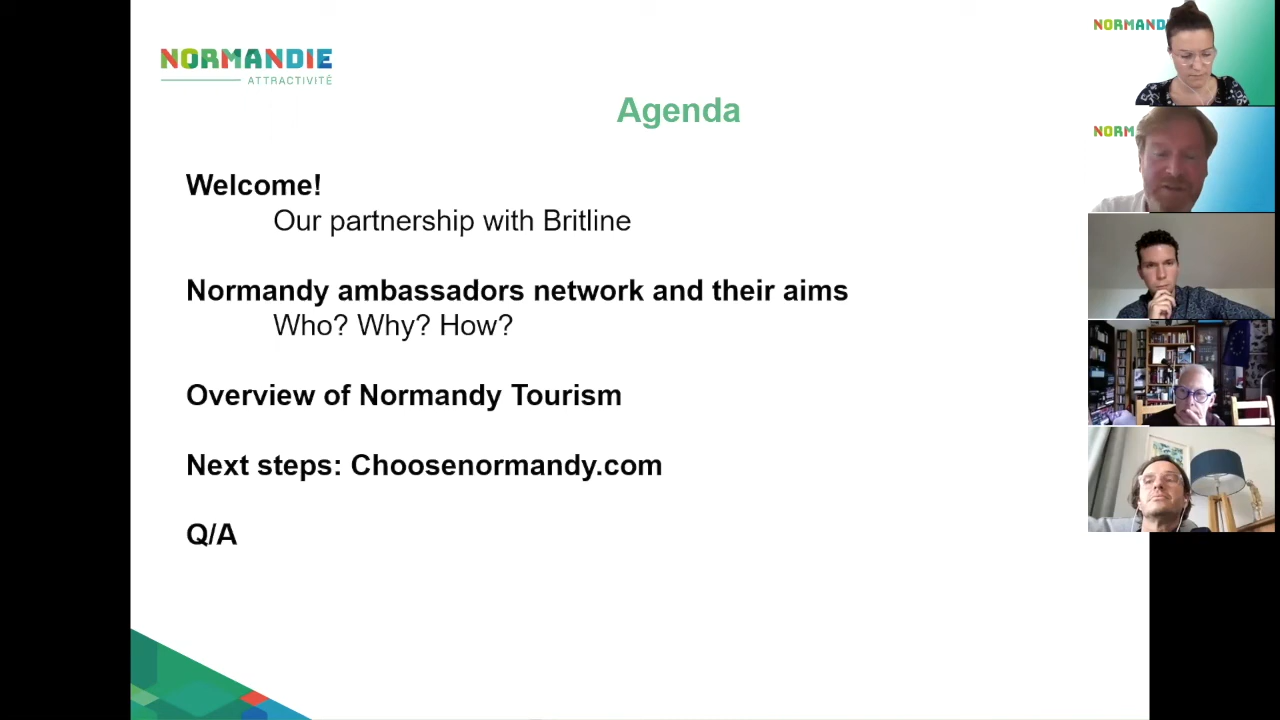 NORMANDIE
ATTRACTIVITÉ
Agenda
Welcome!
Our partnership with Britline
Normandy ambassadors network and their aims
Who? Why? How?
Overview of Normandy Tourism
Next steps: Choosenormandy.com
Q/A
NORMAND
NORM